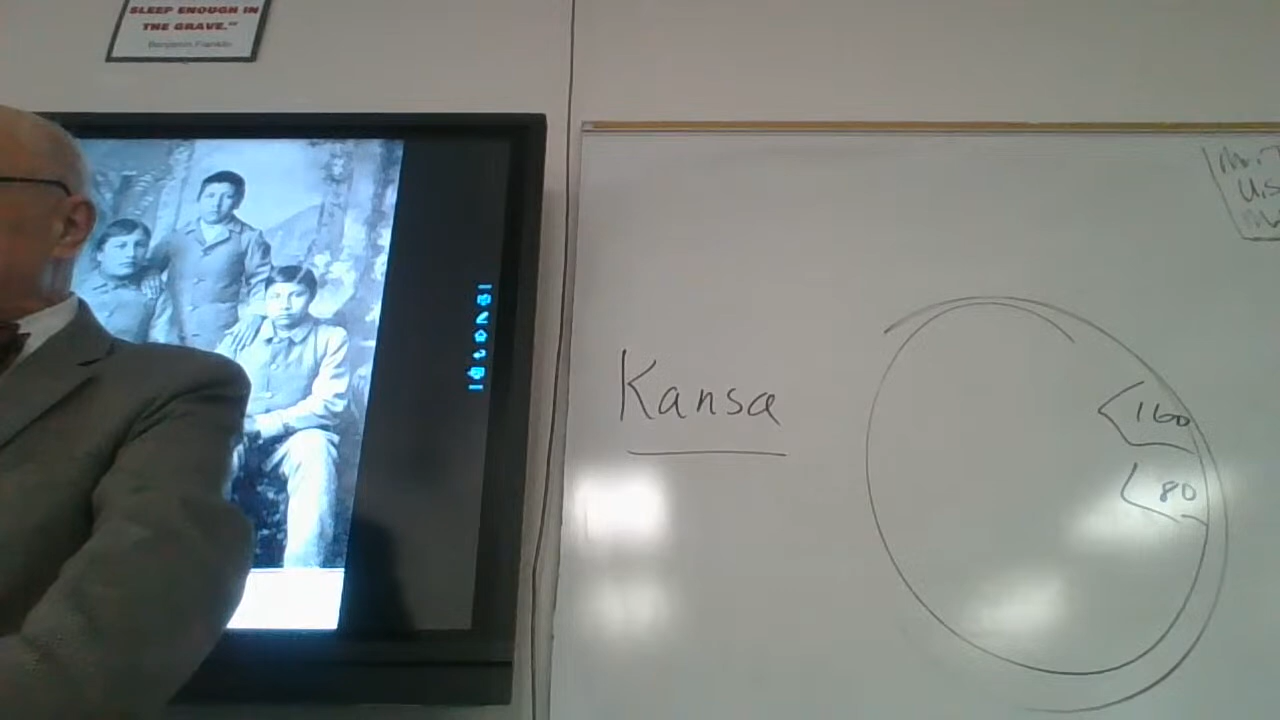 SLEEP ENOUGH IN
THE GRAVE."
Benjamin Franklin
Kansa
160
80
U.S